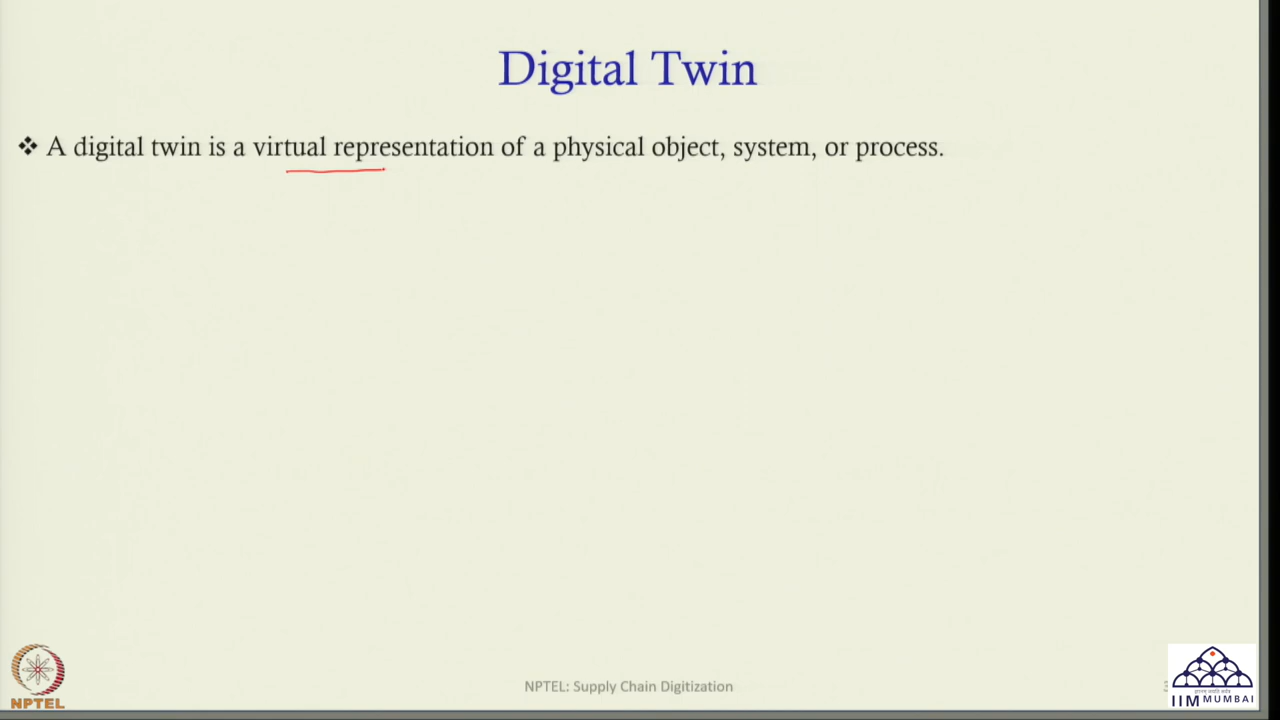 Digital Twin
❖ A digital twin is a virtual representation of a physical object, system, or process.
NPTEL
NPTEL: Supply Chain Digitization
IIM MUMBAI